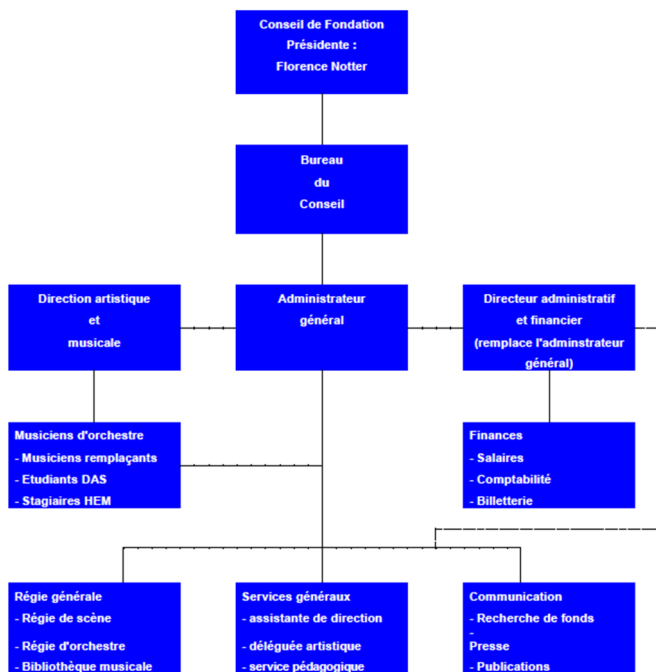 Conseil de Fondation
Présidente :
Florence Notter
Bureau
du
Conseil
Direction artistique
et
musicale
Administrateur
général
Directeur administratif
et financier
(remplace l'adminstrateur
général)
Musiciens d'orchestre
- Musiciens remplaçants
- Etudiants DAS
- Stagiaires HEM
Finances
- Salaires
- Comptabilité
- Billetterie
Régie générale
- Régie de scène
- Régie d'orchestre
- Bibliothèque musicale
Services généraux
- assistante de direction
- déléguée artistique
- service pédagogique
Communication
- Recherche de fonds
-
Presse
- Publications